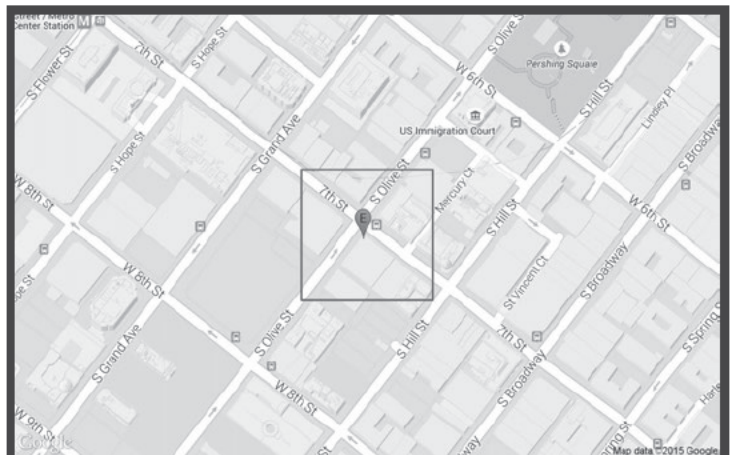 Street / Metro
Center Station M
7th St
S Hope St
S Olive St
W 6th St
Pershing Square
S Flower St
S Hill St
Lindley Pl
S Grand Ave
US Immigration Court
S Broadway
S Hope St
S Olive St
Mercury Ct
W 8th St
7th St
E
S Hill St
W 6th St
W 8th St
St Vincent Ct
S Broadway
S Olive St
S Hill St
7th St
S Spring S
S Grand Ave
S Broadway
W 8th St
W 9th St
Google
Map data ©2015 Google